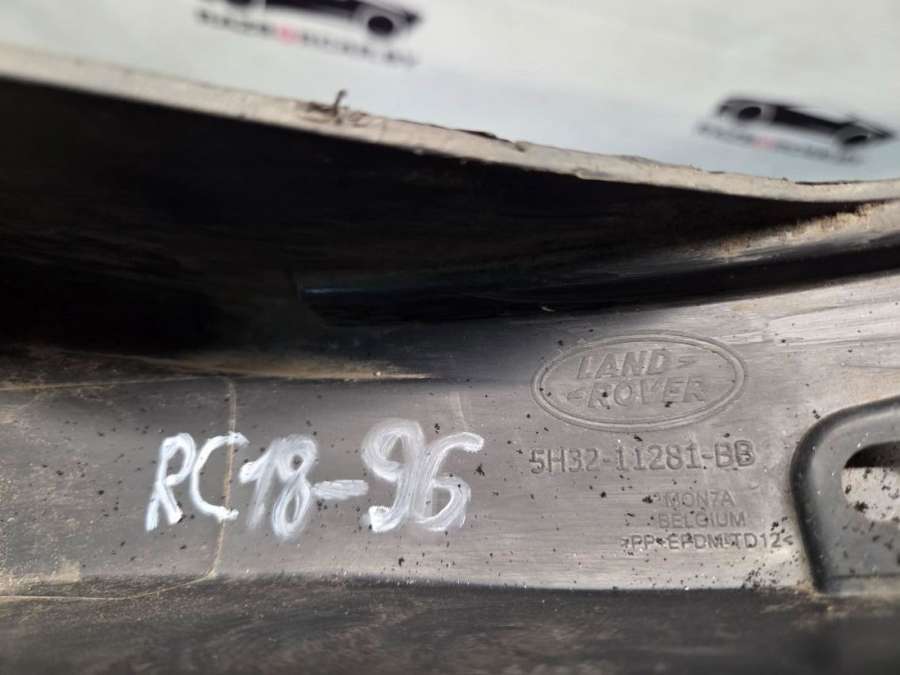 LAND
ROVER
5H32-11281-BB
RC18-96
MONZA
BELGIUM
>PP+EPDM-TD12<